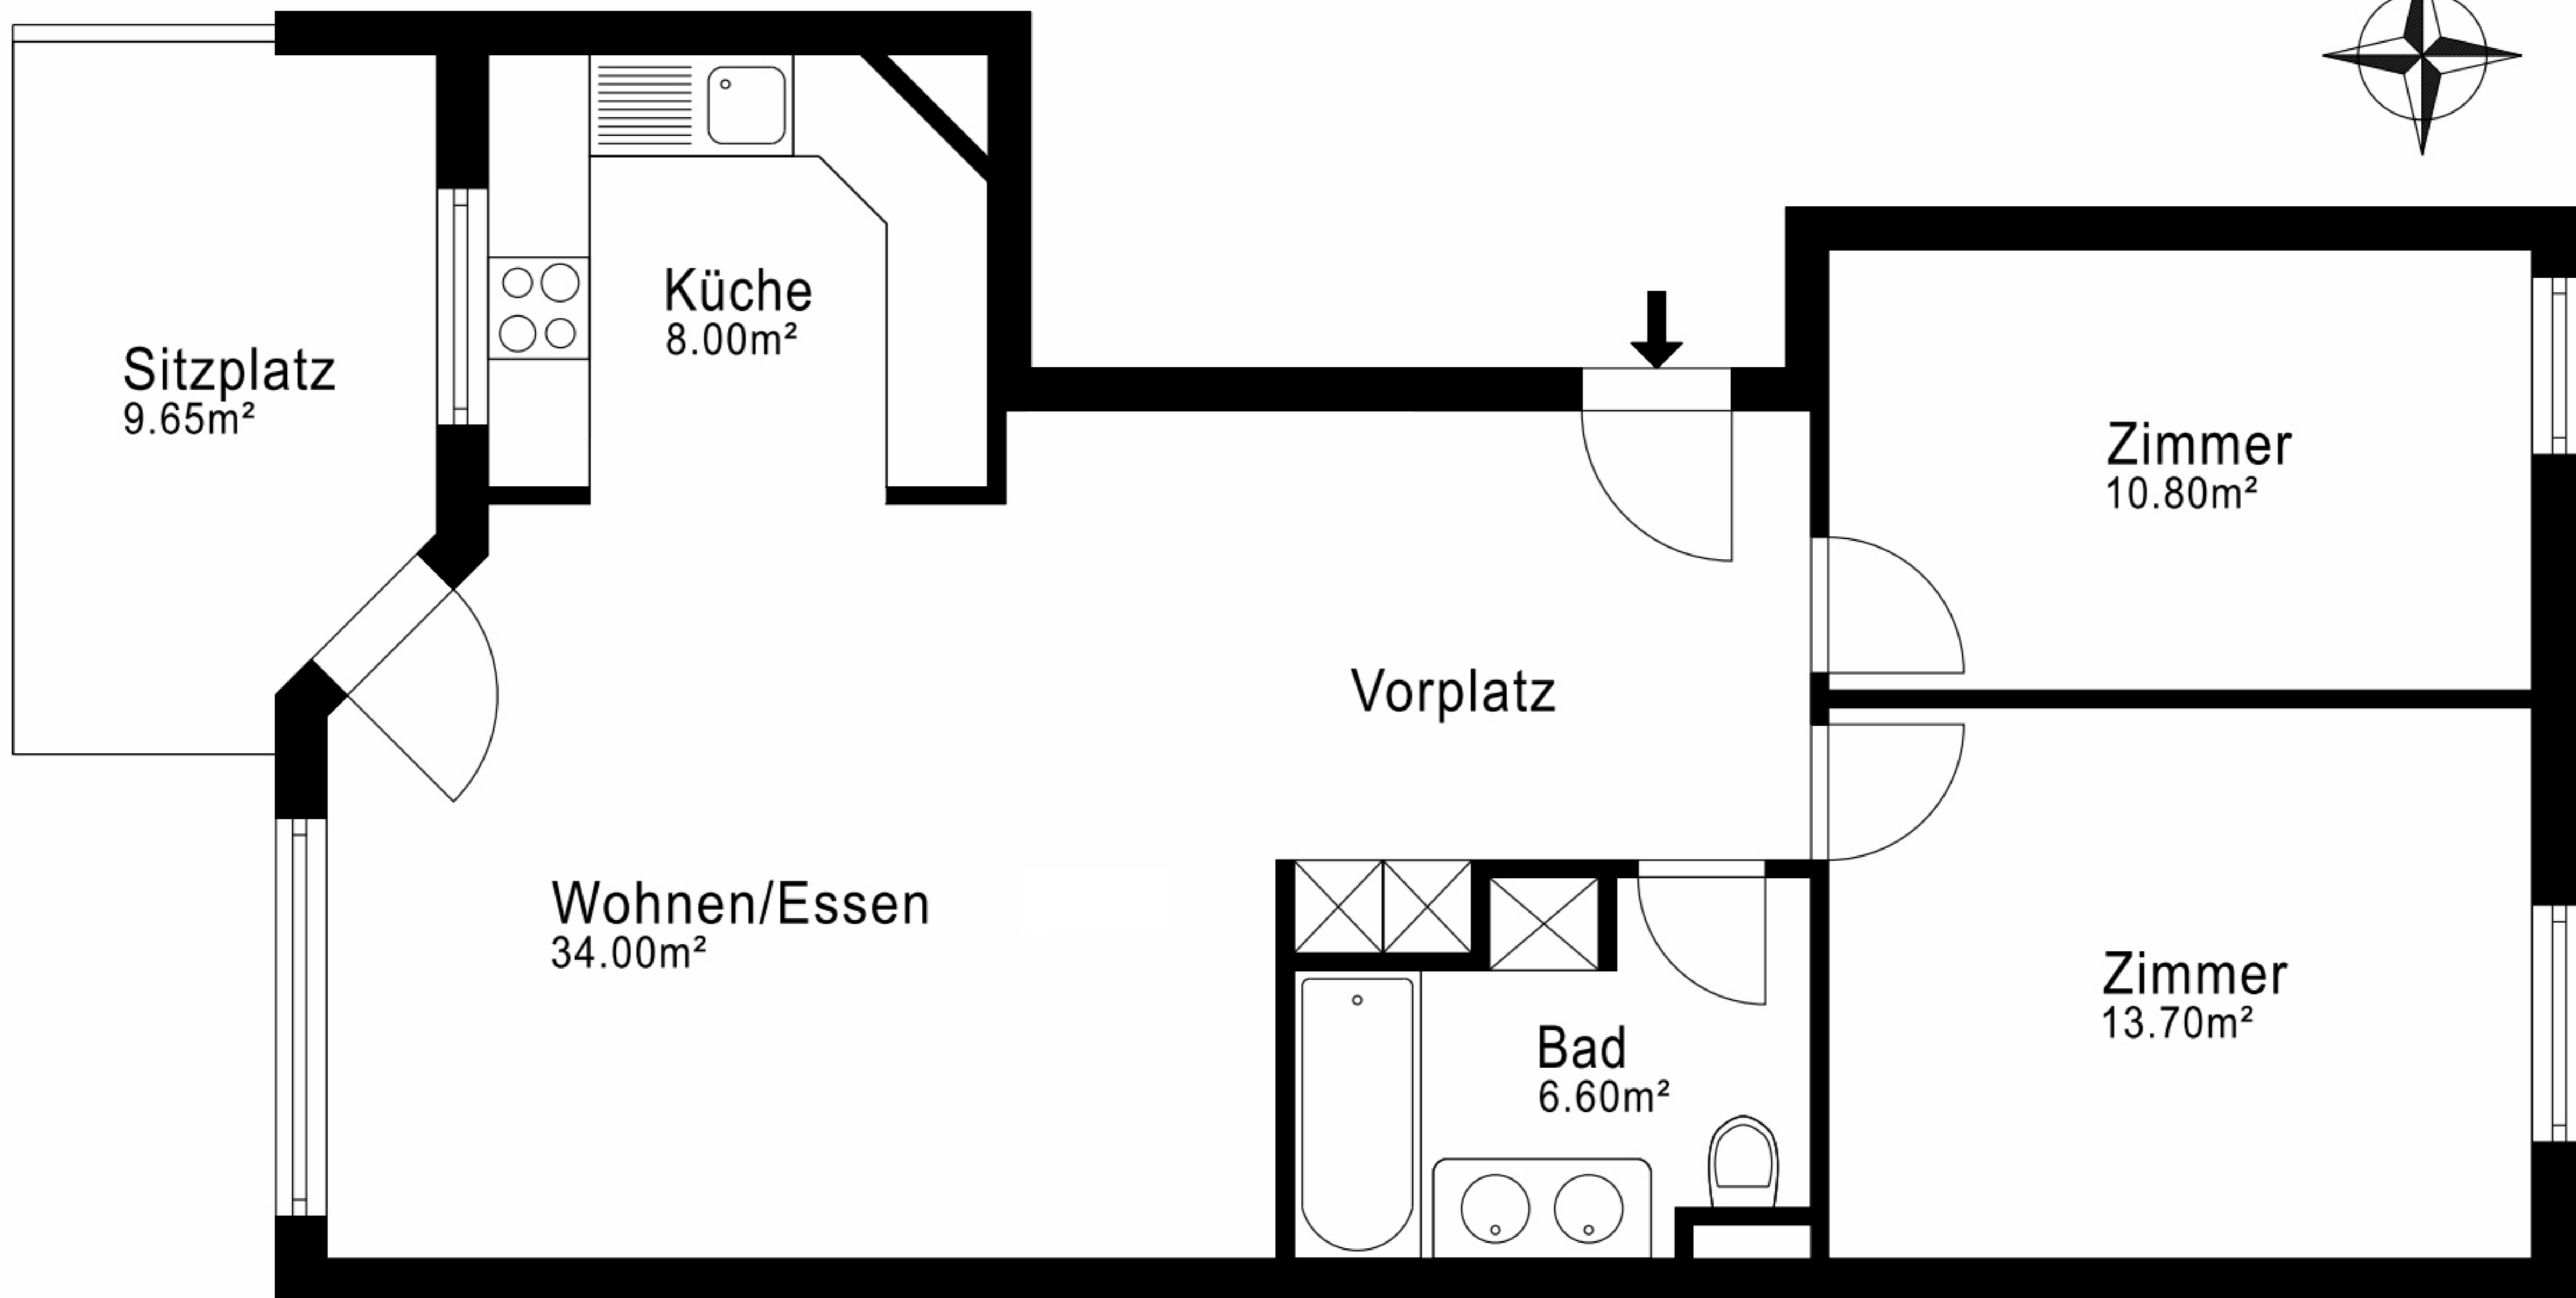 Küche
8.00m²
Sitzplatz
9.65m²
Zimmer
10.80m²
Vorplatz
Wohnen/Essen
34.00m²
Zimmer
13.70m²
Bad
6.60m²